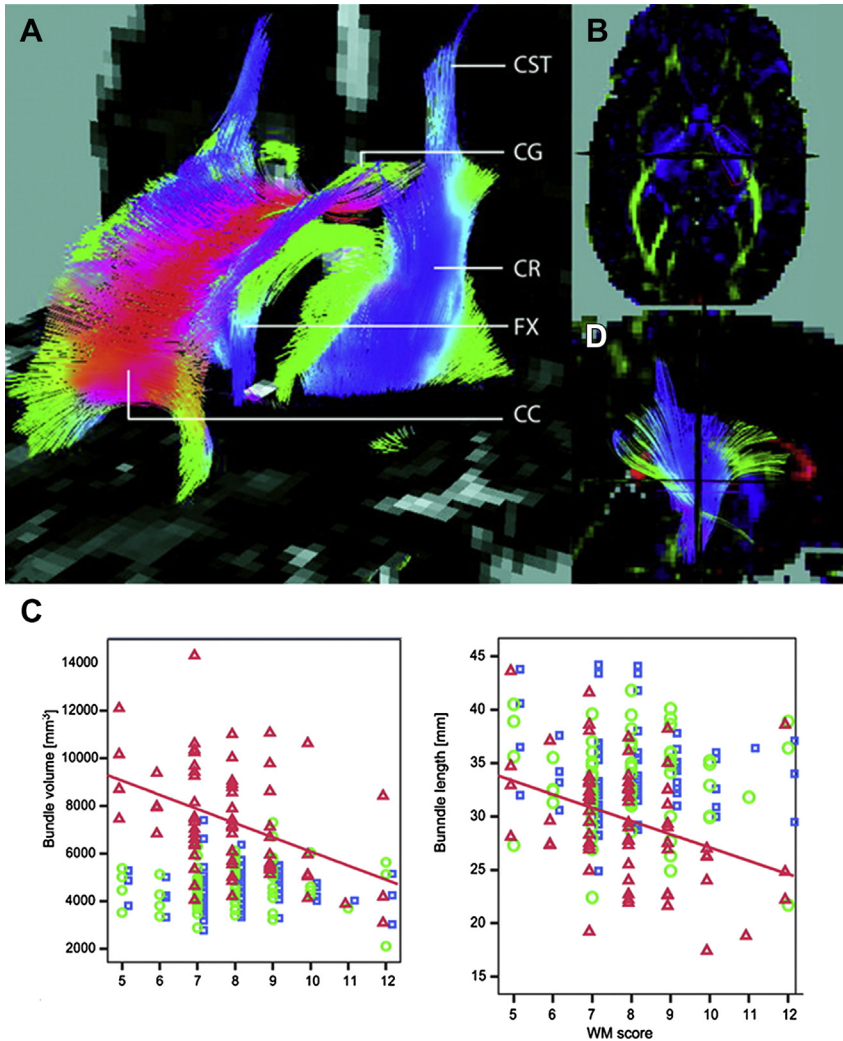 A
CST
CG
CR
FX
CC
B
D
C
Bundle volume [mm³]
14000
12000
10000
8000
6000
4000
2000
5 6 7 8 9 10 11 12
Bunndle length [mm]
45
40
35
30
25
20
15
5 6 7 8 9 10 11 12
WM score